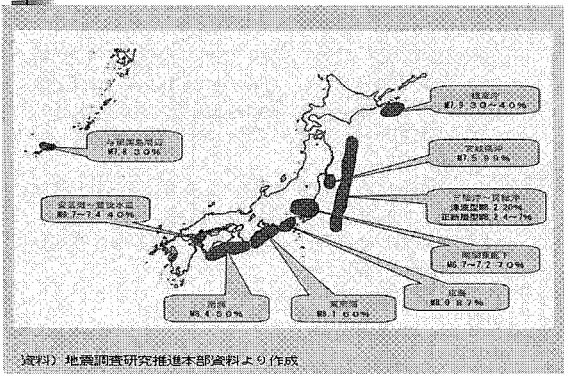 根室沖
M7.9 30～40%
与那国島周辺
M7.8 30%
宮城県沖
M7.5 99%
三陸沖～房総沖
津波型 20%
正断層型 4～7%
安芸灘～豊後水道
M6.7～7.4 40%
南関東直下
M6.7～7.2 70%
東海
M8.0 87%
南海
M8.4 50%
東南海
M8.1 60%
資料）地震調査研究推進本部資料より作成